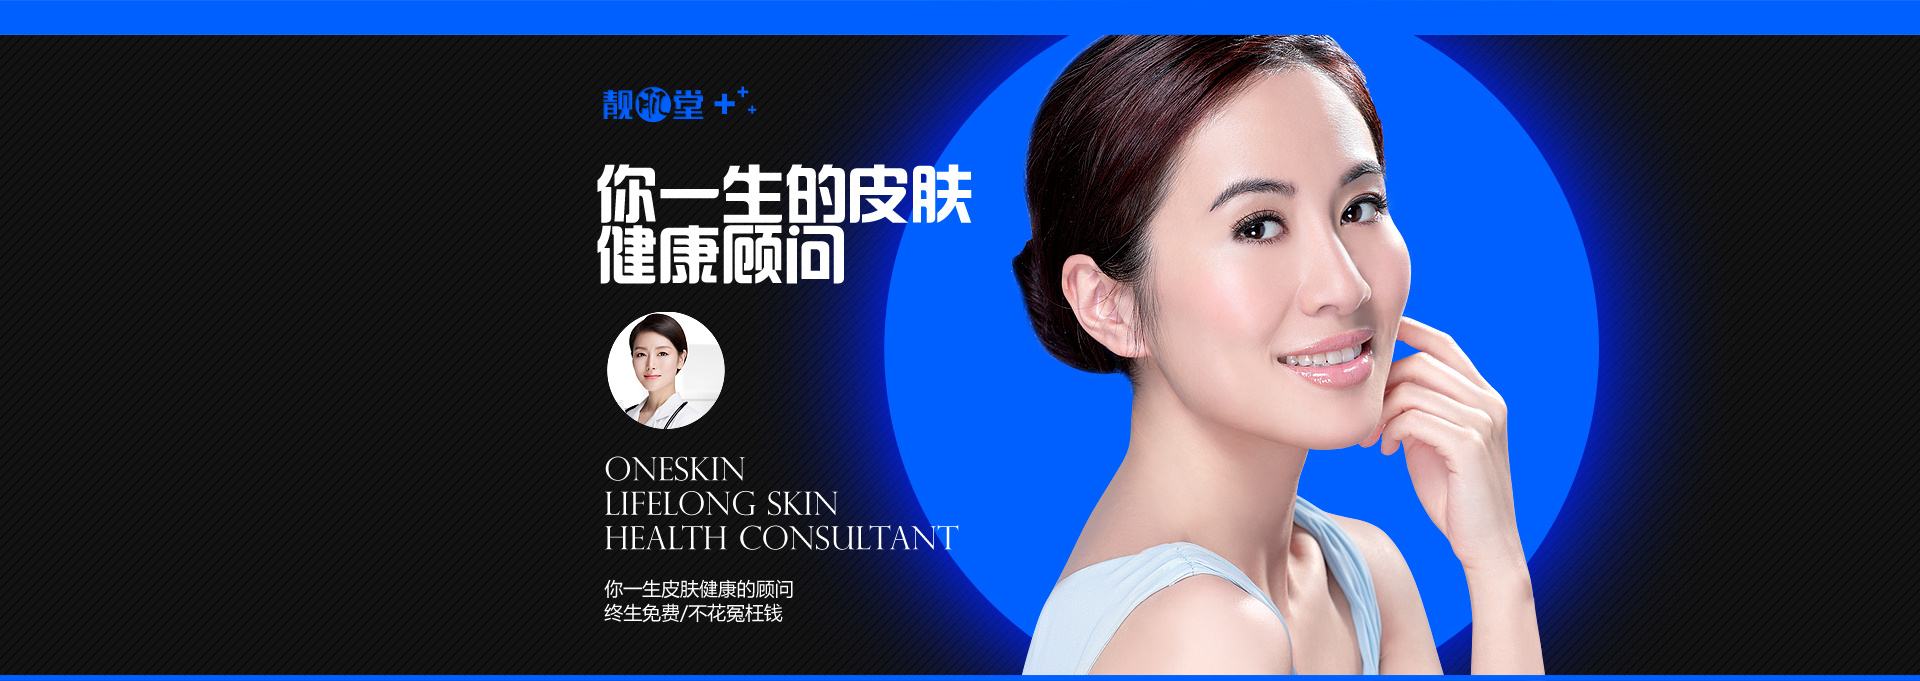 靓肌堂
你一生的皮肤
健康顾问
ONESKIN
LIFELONG SKIN
HEALTH CONSULTANT
你一生皮肤健康的顾问
终生免费/不花冤枉钱